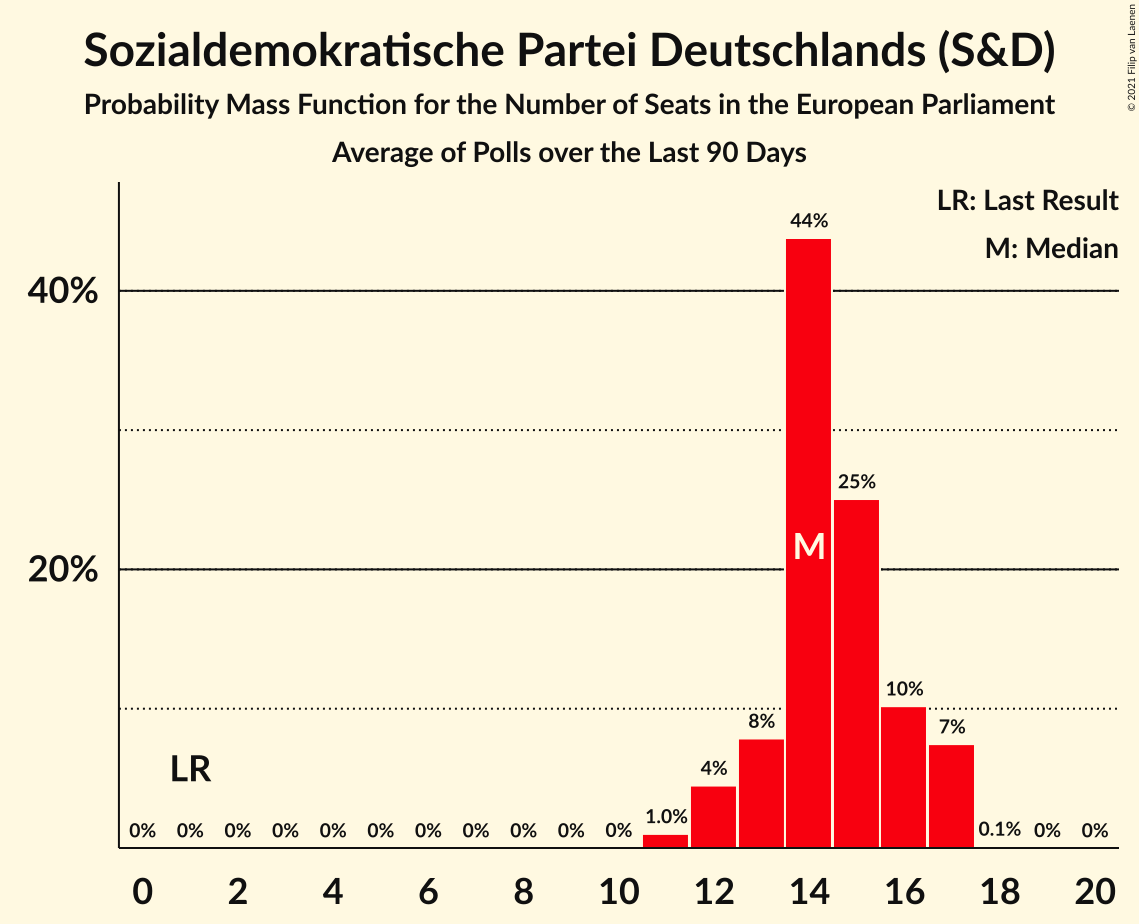 Sozialdemokratische Partei Deutschlands (S&D)
Probability Mass Function for the Number of Seats in the European Parliament
Average of Polls over the Last 90 Days
© 2021 Filip van Laenen
LR: Last Result
M: Median
40%
20%
44%
25%
M
10%
8%
7%
4%
LR
1.0%
0% 0% 0% 0% 0% 0% 0% 0% 0% 0% 0% 0.1% 0% 0%
0 2 4 6 8 10 12 14 16 18 20